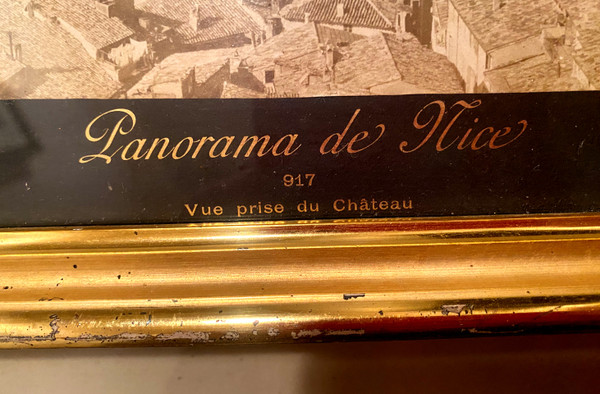 Panorama de Nice
917
Vue prise du Château